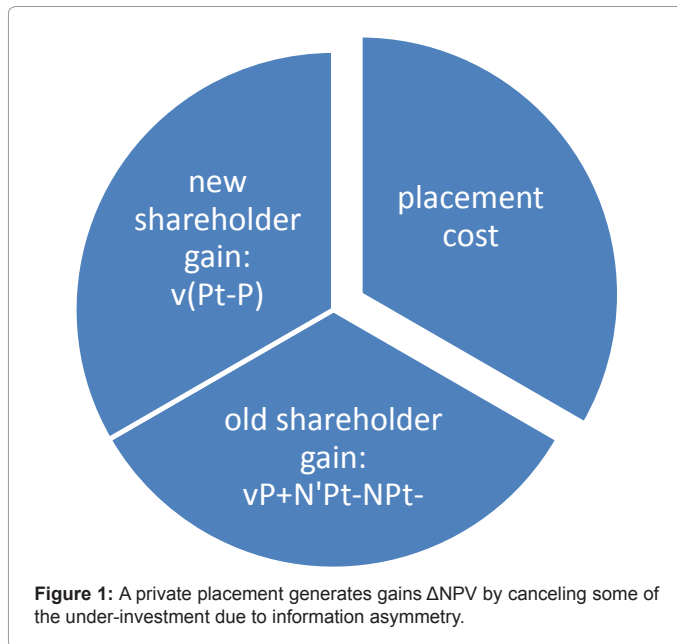 new
shareholder
gain:
v(Pt-P)
placement
cost
old shareholder
gain:
vP+N'Pt-NPt-
Figure 1: A private placement generates gains ΔNPV by canceling some of
the under-investment due to information asymmetry.